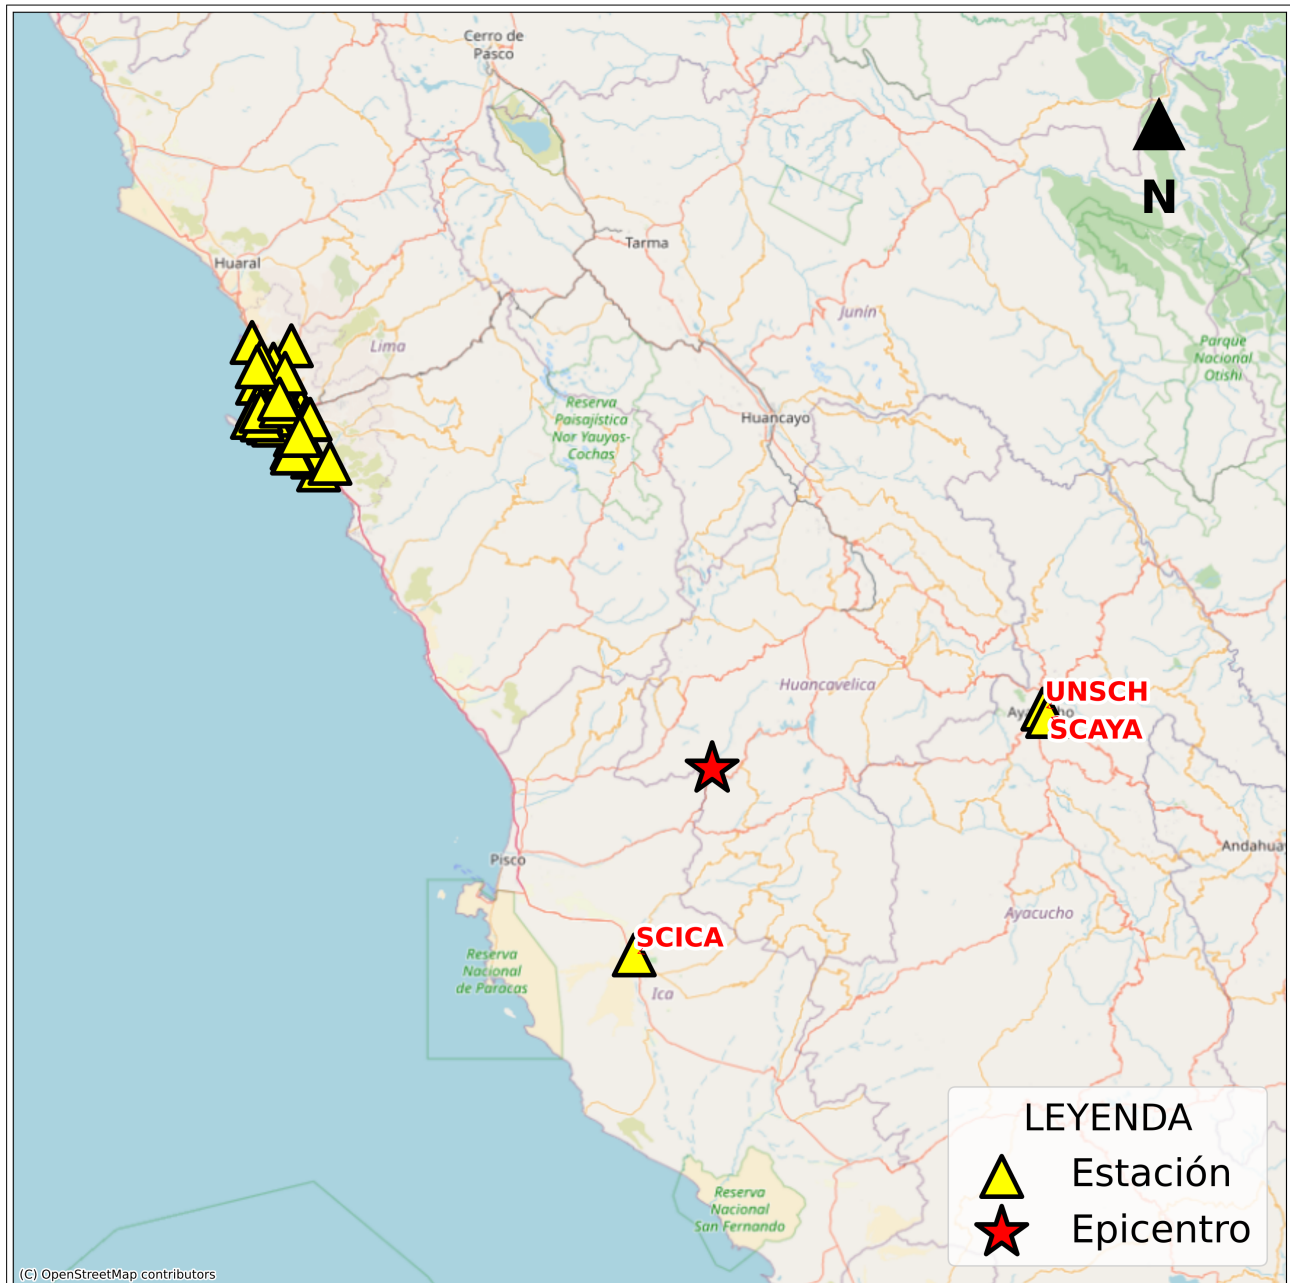 Cerro de
Pasco
N
Tarma
Huaral
Junín
Lima
Parque
Nacional
Otishi
Reserva
Paisajística
Nor Yauyos-
Cochas
Huancayo
Huancavelica
UNSCH
SCAYA
Pisco
Andahua
Ayacucho
SCICA
Reserva
Nacional
de Paracas
Ica
LEYENDA
Estación
Epicentro
Reserva
Nacional
San Fernando
(C) OpenStreetMap contributors